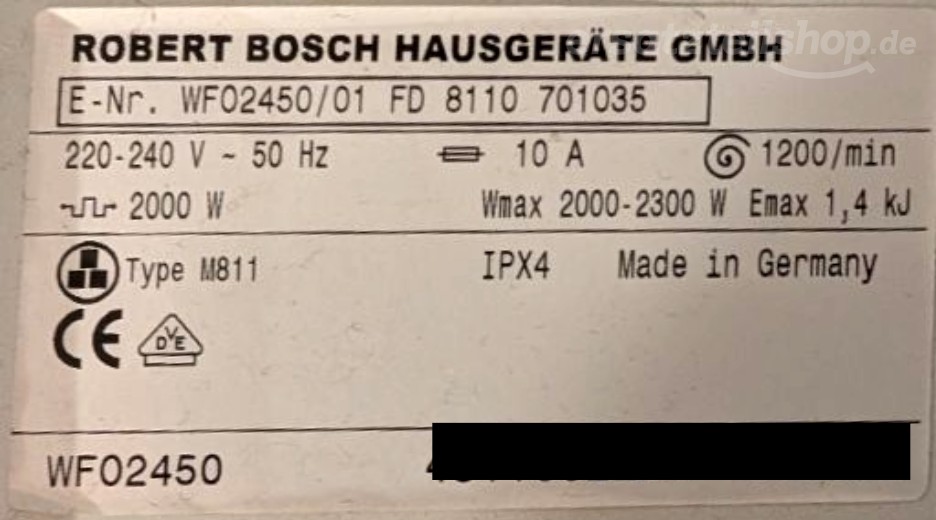 ROBERT BOSCH HAUSGERÄTE GMBH
E-Nr. WFO2450/01 FD 8110 701035
220-240 V ~ 50 Hz 10 A 1200/min
2000 W Wmax 2000-2300 W Emax 1,4 kJ
Type M811 IPX4 Made in Germany
CE VDE
WFO2450